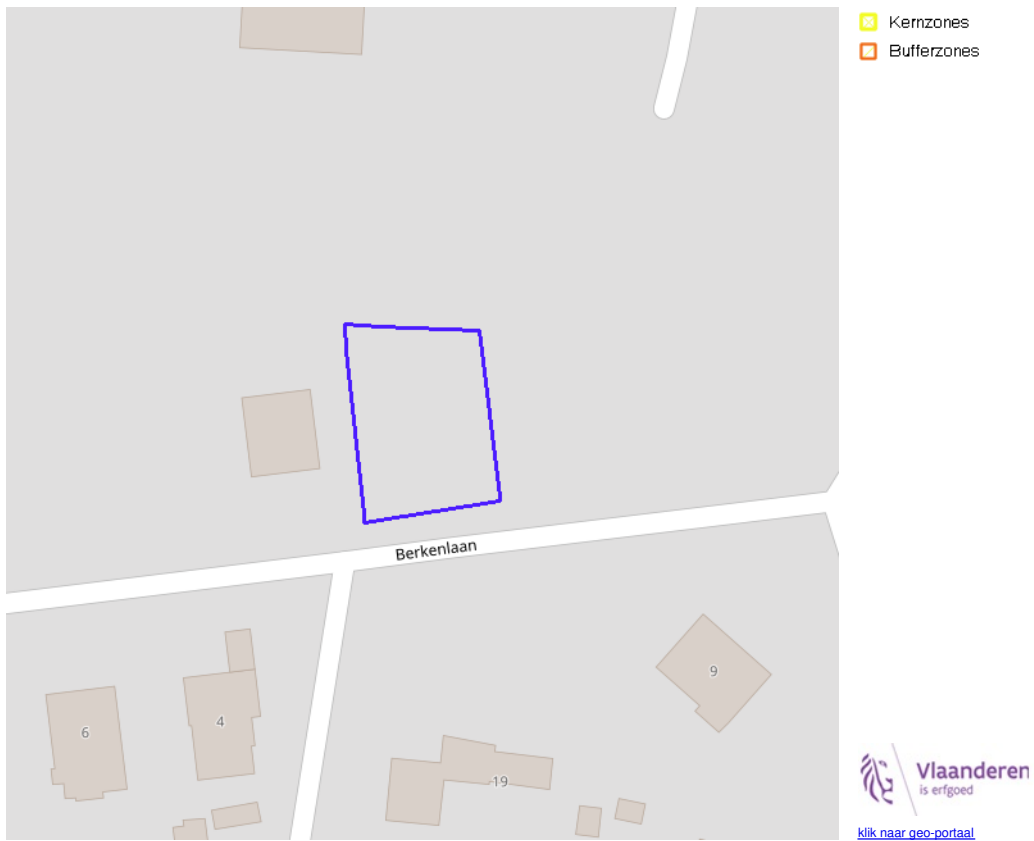 Kernzones
Bufferzones
Berkenlaan
9
4
6
19
Vlaanderen
is erfgoed
klik naar geo-portaal